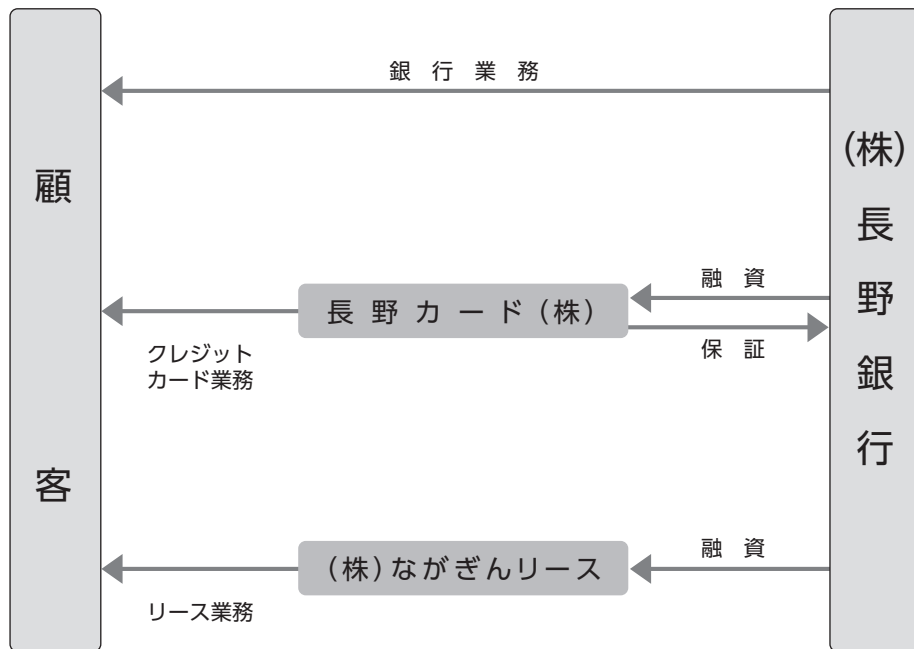 顧客
銀行業務
(株)長野銀行
長野カード(株)
融資
保証
クレジット
カード業務
(株)ながぎんリース
融資
リース業務